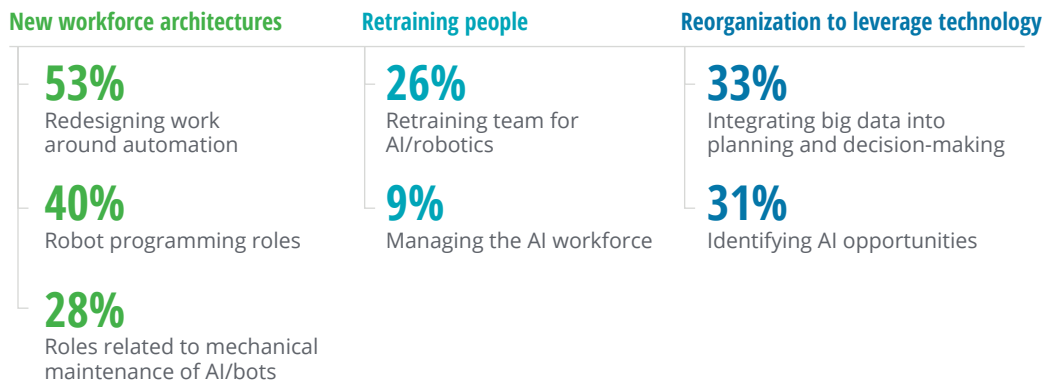 New workforce architectures
53%
Redesigning work
around automation
40%
Robot programming roles
28%
Roles related to mechanical
maintenance of AI/bots
Retraining people
26%
Retraining team for
AI/robotics
9%
Managing the AI workforce
Reorganization to leverage technology
33%
Integrating big data into
planning and decision-making
31%
Identifying AI opportunities